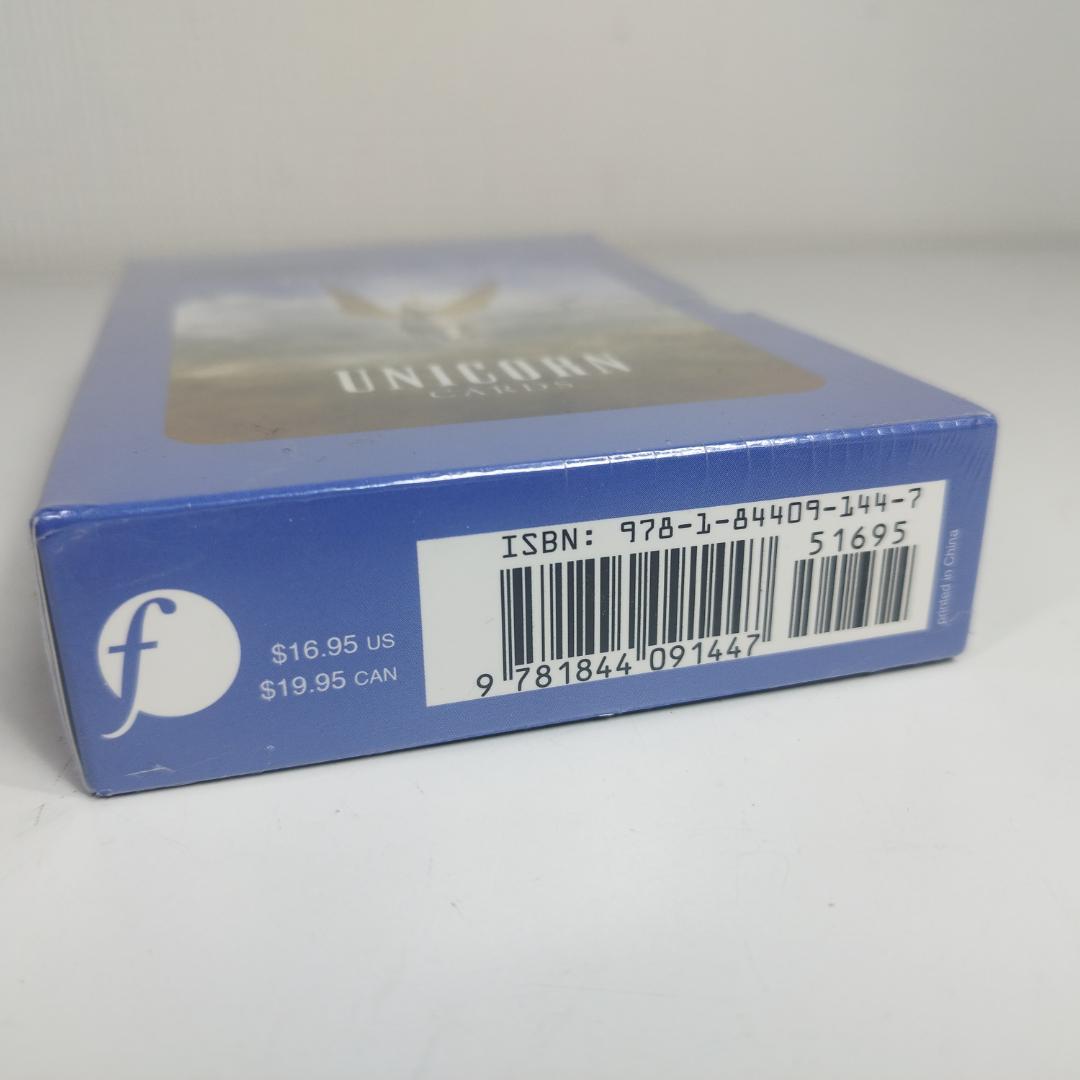 UNICORN
CARDS
f
$16.95 US
$19.95 CAN
ISBN: 978-1-84409-144-7
51695
9 781844 091447
printed in China